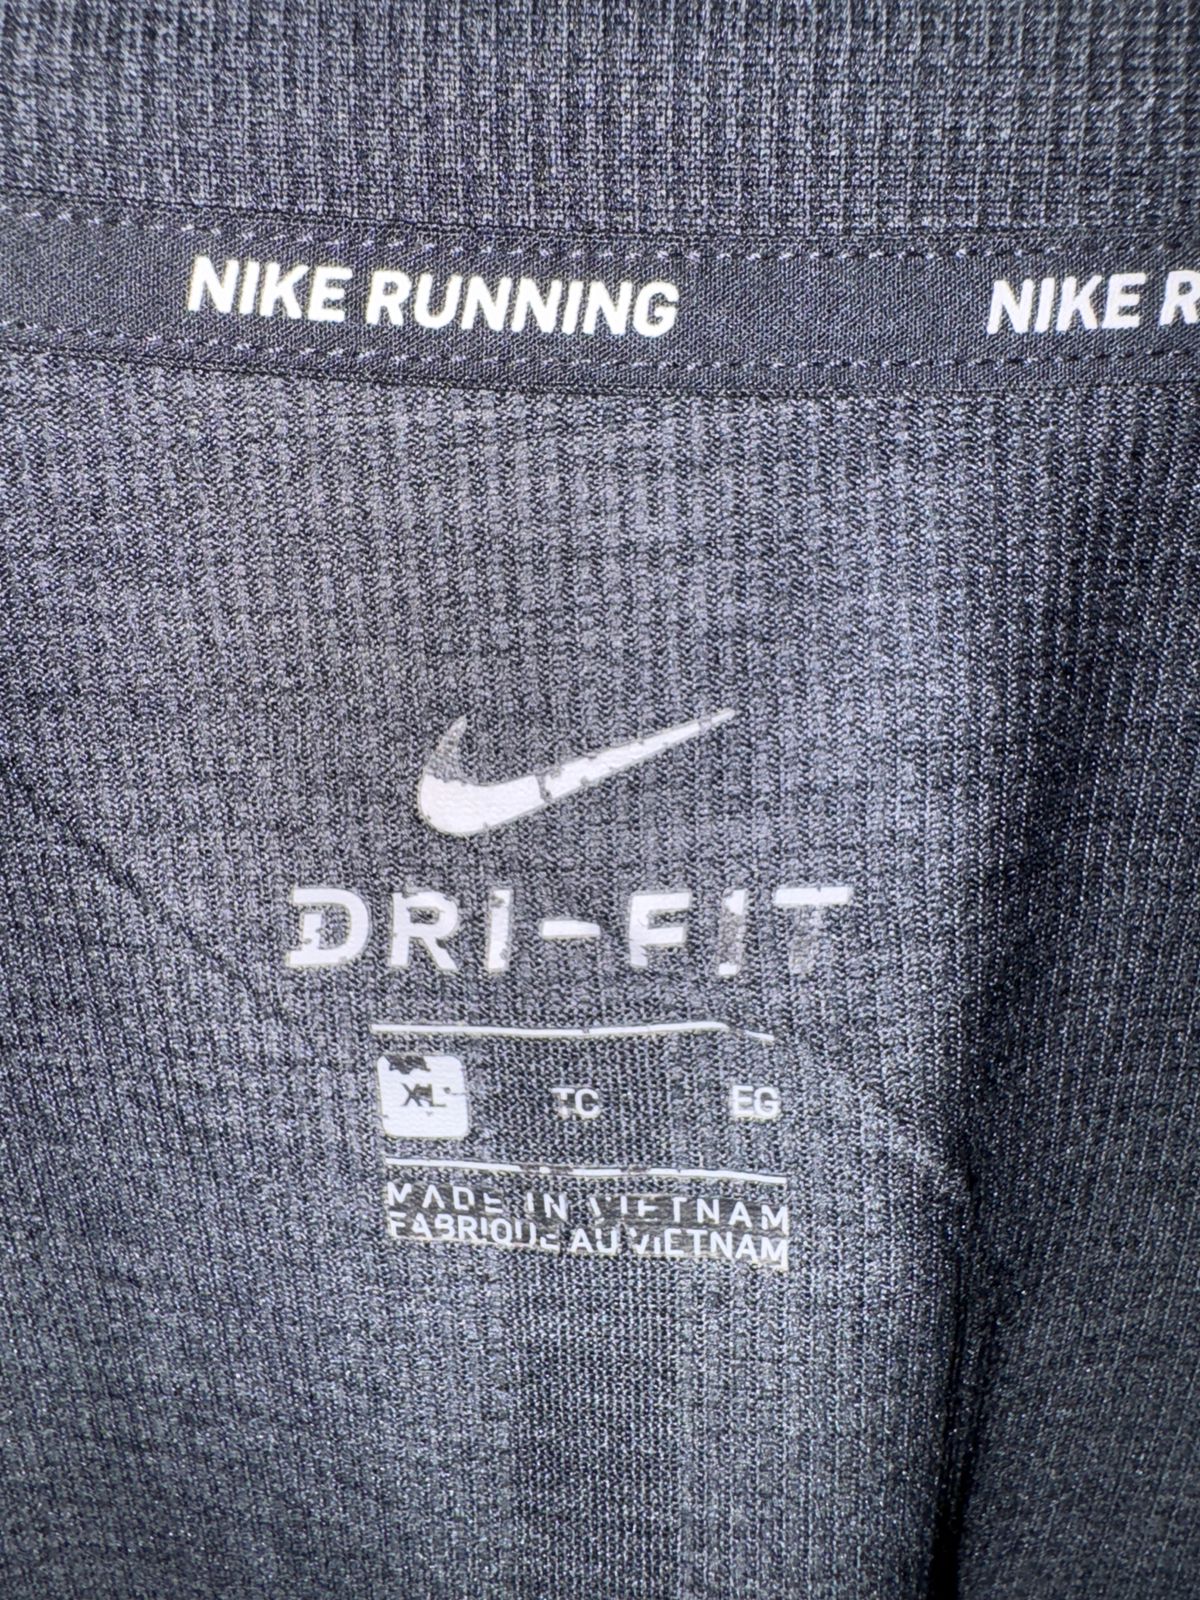 NIKE RUNNING NIKE R
DRI-FIT
XL TG EG
MADE IN VIETNAM
FABRIQUE AU VIETNAM